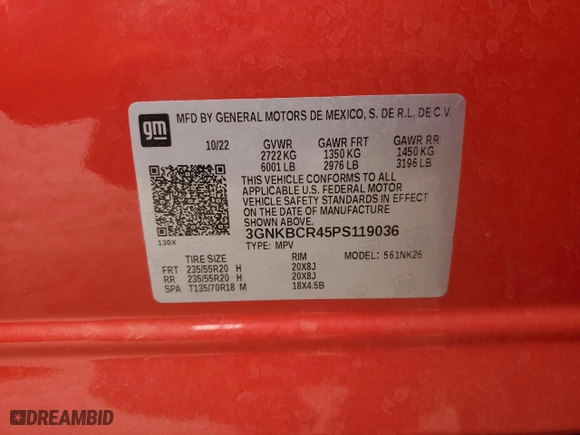 gm
MFD BY GENERAL MOTORS DE MEXICO, S. DE R.L. DE C.V.
10/22 GVWR GAWR FRT GAWR RR
2722 KG 1350 KG 1450 KG
6001 LB 2976 LB 3196 LB
THIS VEHICLE CONFORMS TO ALL
APPLICABLE U.S. FEDERAL MOTOR
VEHICLE SAFETY STANDARDS IN EFFECT
ON THE DATE OF MANUFACTURE
SHOWN ABOVE.
3GNKBCR45PS119036
130X TYPE: MPV MODEL: 561NK26
TIRE SIZE RIM
FRT 235/55R20 H 20X8J
RR 235/55R20 H 20X8J
SPA T135/70R18 M 18X4.5B
DREAMBID